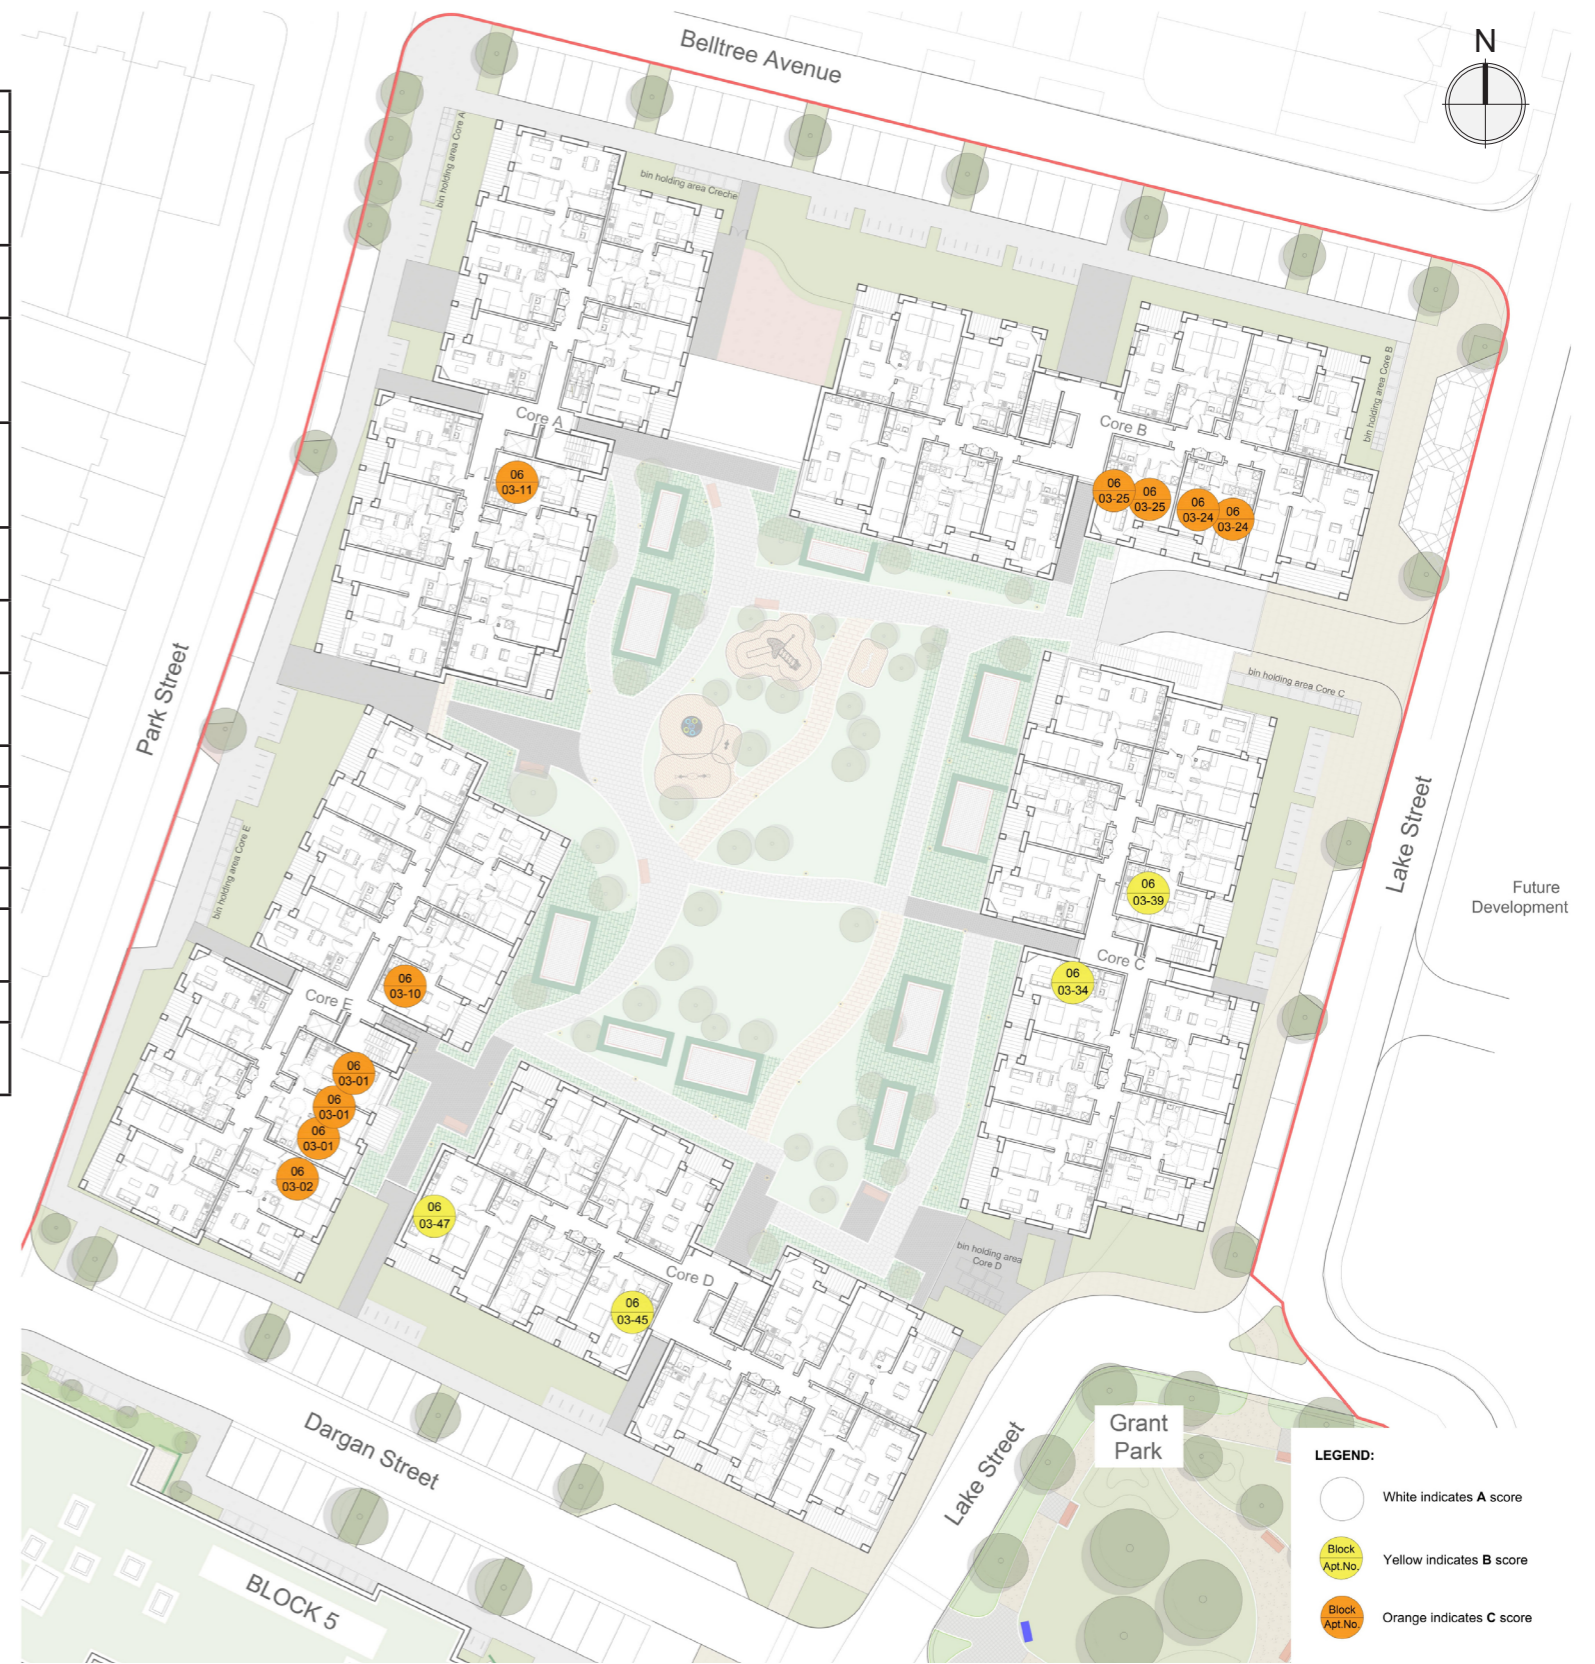 Belltree Avenue
N
bin holding area Core A
bin holding area Creche
bin holding area Core B
Core A
Core B
06
03-11
06
03-25
06
03-25
06
03-24
06
03-24
Park Street
bin holding area Core C
Lake Street
Future
Development
bin holding area Core E
06
03-39
Core C
06
03-34
06
03-10
Core E
06
03-01
06
03-01
06
03-01
06
03-02
06
03-47
Core D
06
03-45
bin holding area
Core D
Dargan Street
Lake Street
Grant
Park
BLOCK 5
LEGEND:
White indicates A score
Block
Apt.No.
Yellow indicates B score
Block
Apt.No.
Orange indicates C score